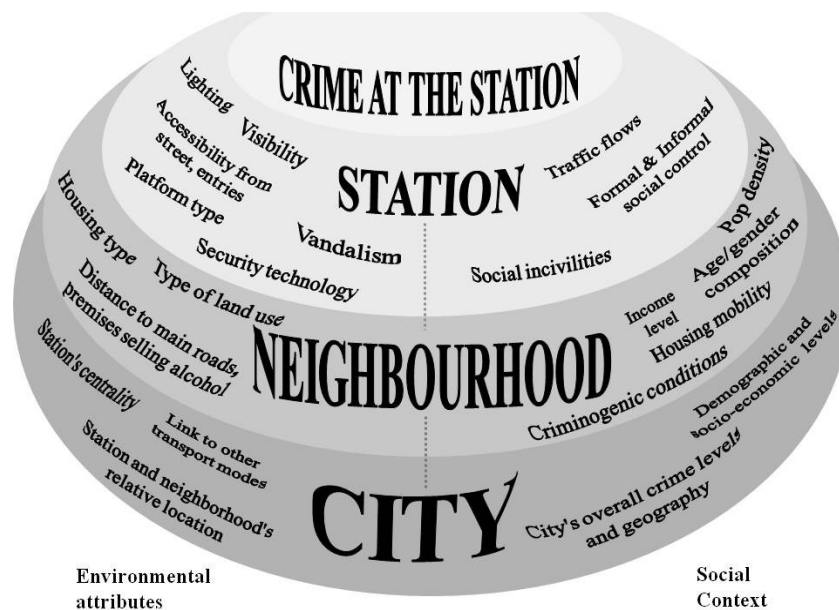 CRIME AT THE STATION
Lighting
Visibility
Accessibility from
street, entries
Platform type
Vandalism
Security technology
STATION
Traffic flows
Formal & Informal
social control
Social incivilities
Housing type
Type of land use
Distance to main roads,
premises selling alcohol
NEIGHBOURHOOD
Pop density
Age/gender
composition
Income
level
Housing mobility
Criminogenic conditions
Station's centrality
Link to other
transport modes
Station and neighborhood's
relative location
CITY
Demographic and
socio-economic levels
City's overall crime levels
and geography
Environmental
attributes
Social
Context